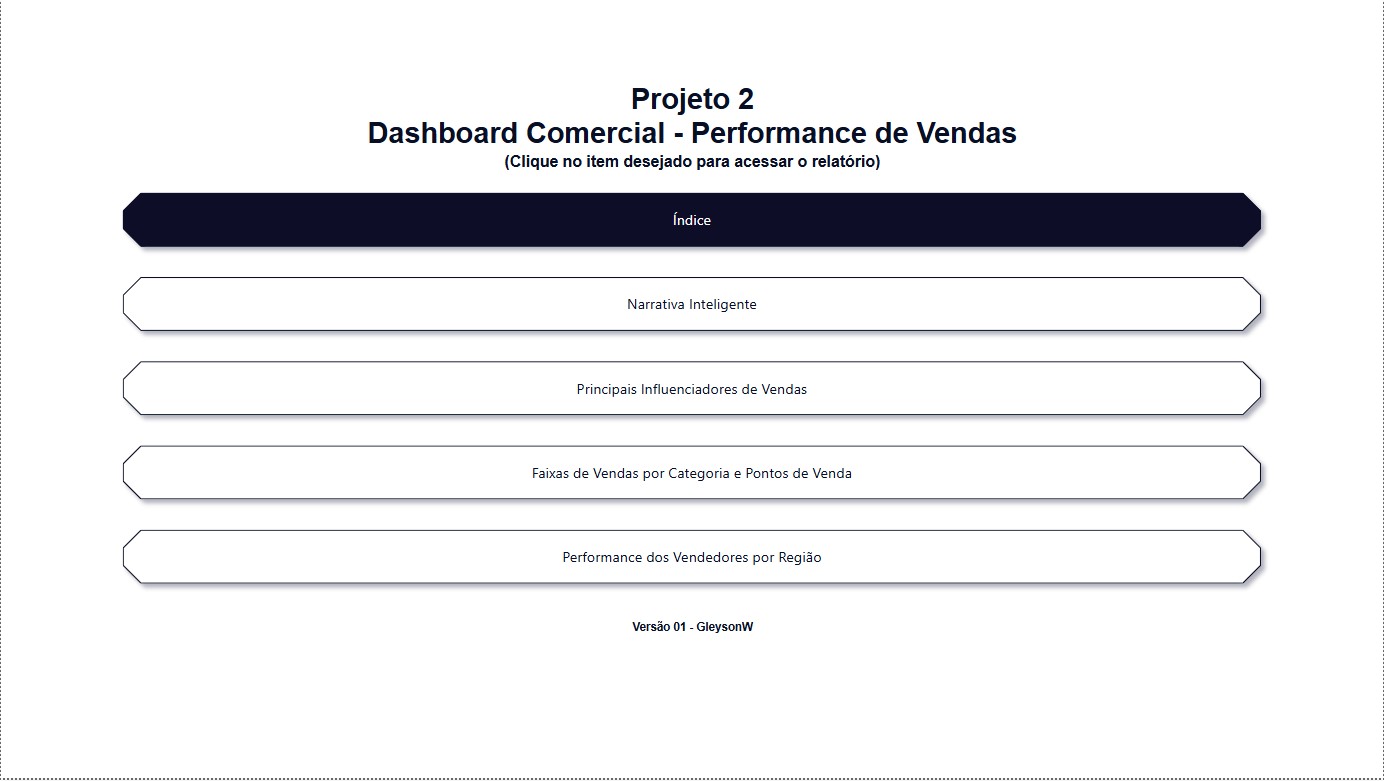 Projeto 2
Dashboard Comercial - Performance de Vendas
(Clique no item desejado para acessar o relatório)
Índice
Narrativa Inteligente
Principais Influenciadores de Vendas
Faixas de Vendas por Categoria e Pontos de Venda
Performance dos Vendedores por Região
Versão 01 - GleysonW